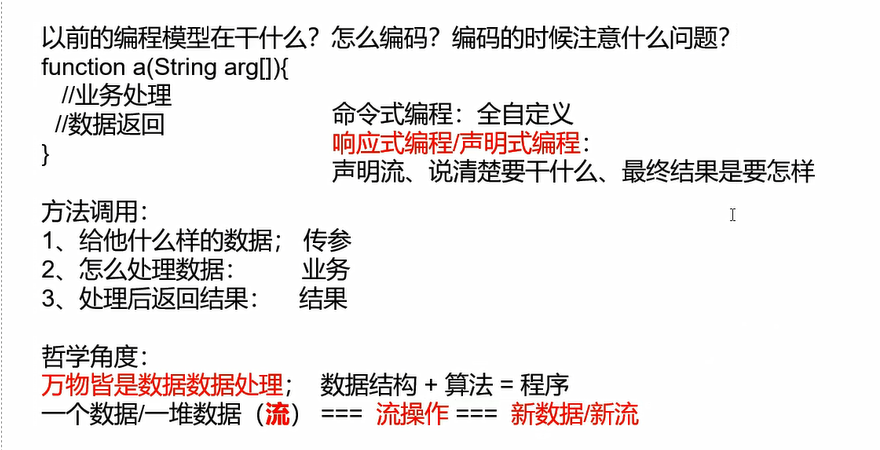 以前的编程模型在干什么？怎么编码？编码的时候注意什么问题？
function a(String arg[]){
//业务处理
//数据返回
}
命令式编程：全自定义
响应式编程/声明式编程：
声明流、说清楚要干什么、最终结果是要怎样
方法调用：
1、给他什么样的数据； 传参
2、怎么处理数据： 业务
3、处理后返回结果： 结果
哲学角度：
万物皆是数据数据处理； 数据结构 + 算法 = 程序
一个数据/一堆数据（流） === 流操作 === 新数据/新流